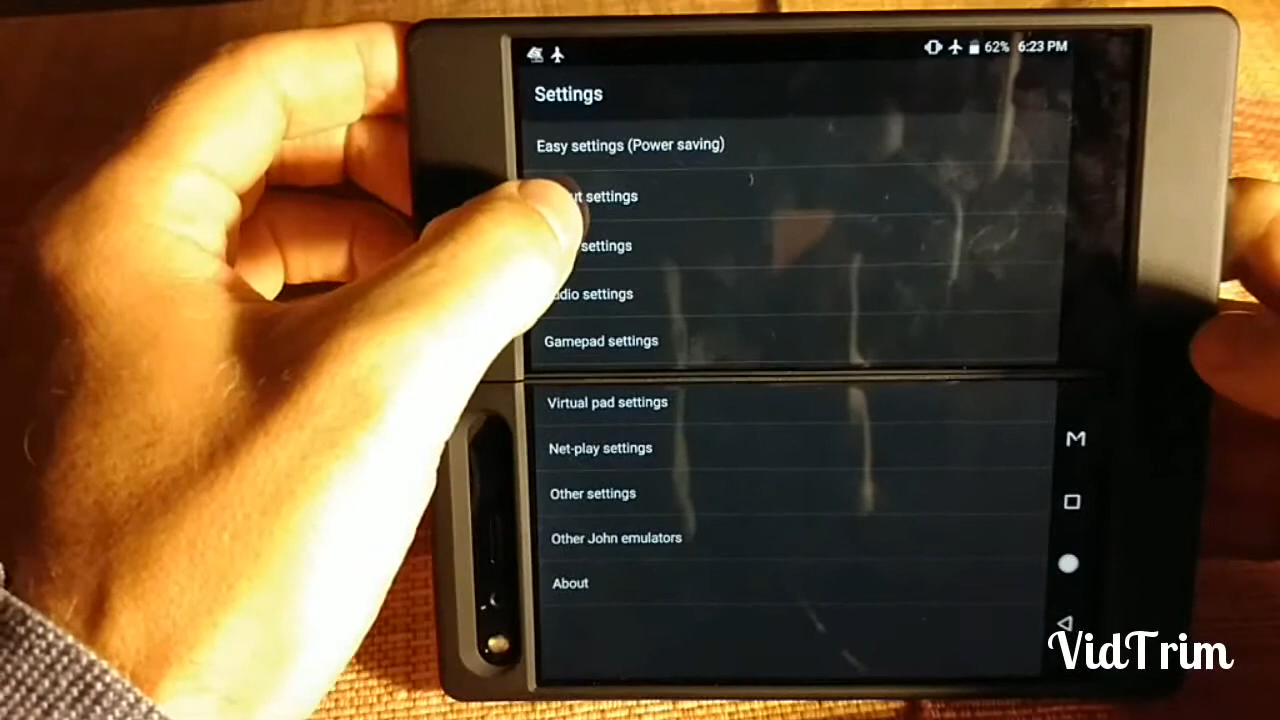 62% 6:23 PM
Settings
Easy settings (Power saving)
settings
settings
settings
Gamepad settings
Virtual pad settings
Net-play settings
Other settings
Other John emulators
About
VidTrim